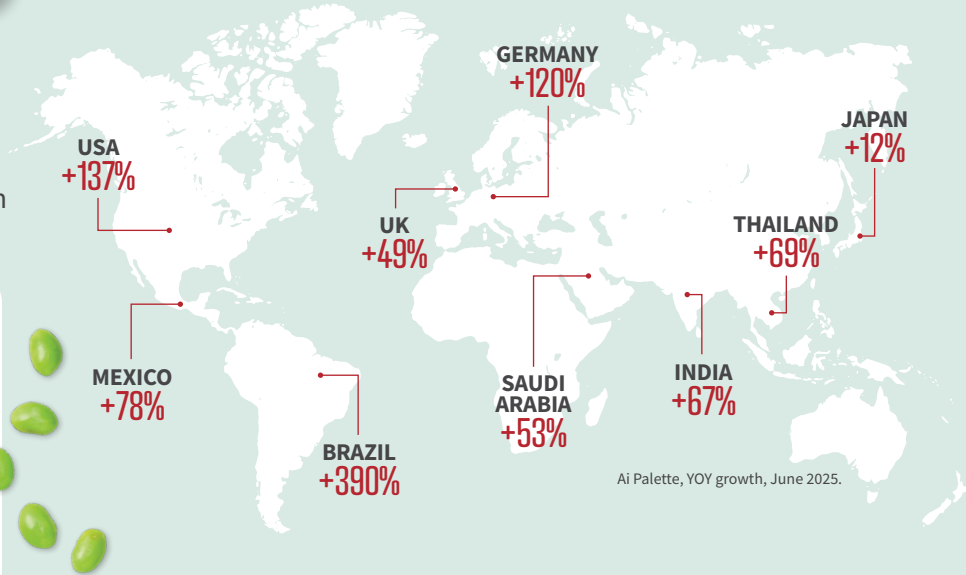 GERMANY
+120%
JAPAN
+12%
USA
+137%
n
UK
+49%
THAILAND
+69%
MEXICO
+78%
SAUDI
ARABIA
+53%
INDIA
+67%
BRAZIL
+390%
Ai Palette, YOY growth, June 2025.